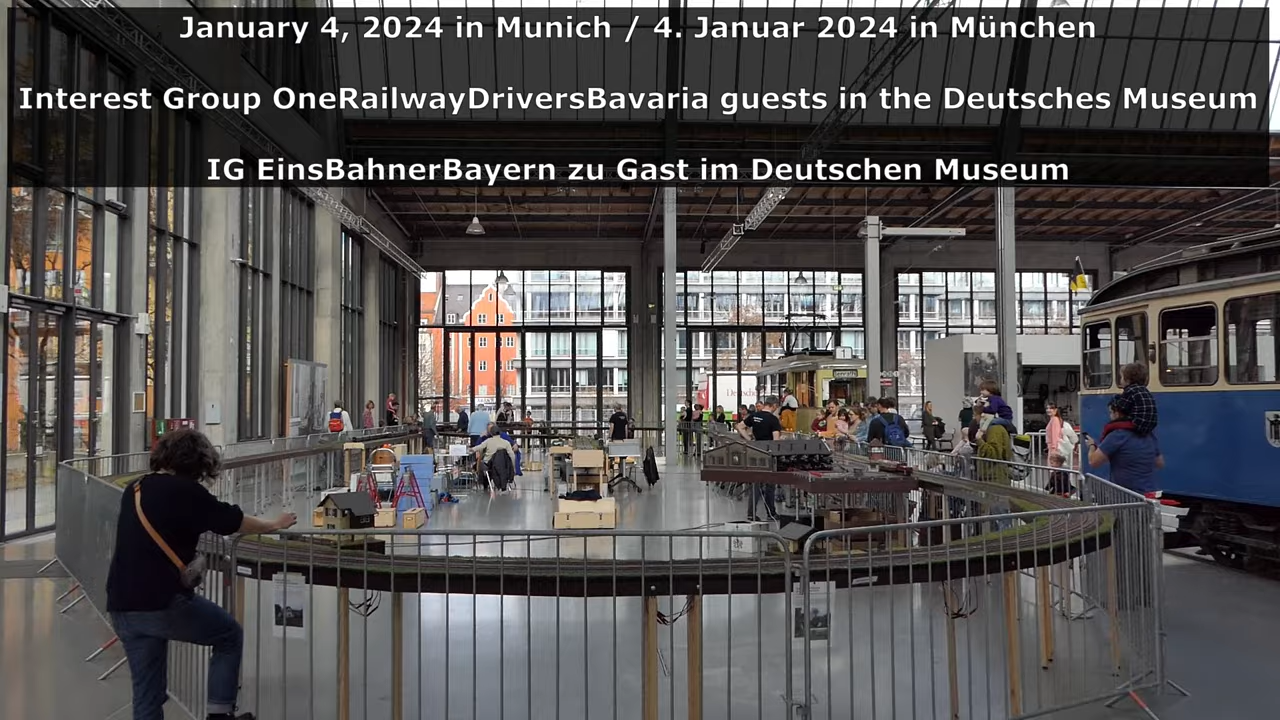 January 4, 2024 in Munich / 4. Januar 2024 in München
Interest Group OneRailwayDriversBavaria guests in the Deutsches Museum
IG EinsBahnerBayern zu Gast im Deutschen Museum